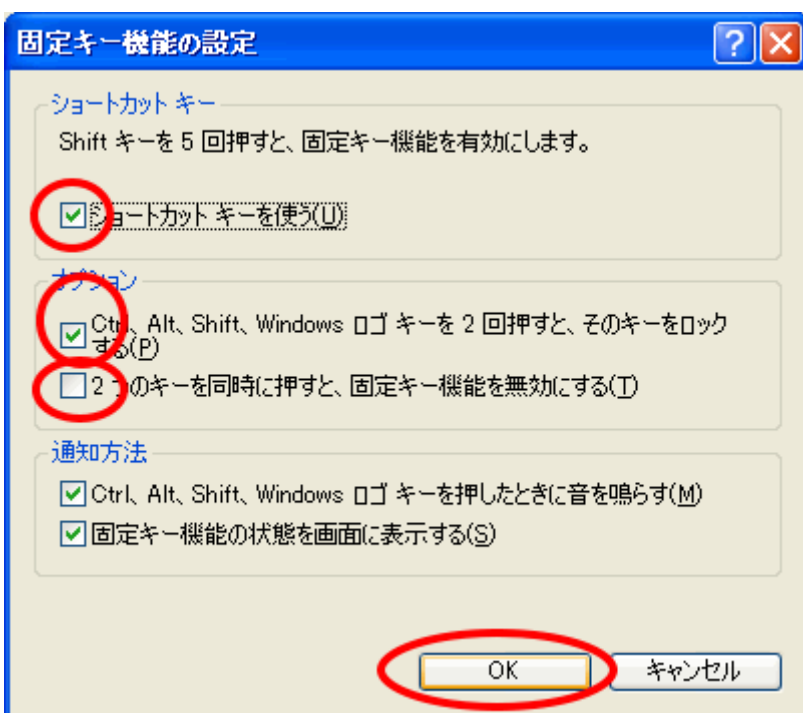 固定キー機能の設定
ショートカット キー
Shift キーを 5 回押すと、固定キー機能を有効にします。
ショートカット キーを使う(U)
オプション
Ctrl、Alt、Shift、Windows ロゴ キーを 2 回押すと、そのキーをロック
する(P)
2 つのキーを同時に押すと、固定キー機能を無効にする(T)
通知方法
Ctrl、Alt、Shift、Windows ロゴ キーを押したときに音を鳴らす(M)
固定キー機能の状態を画面に表示する(S)
OK キャンセル